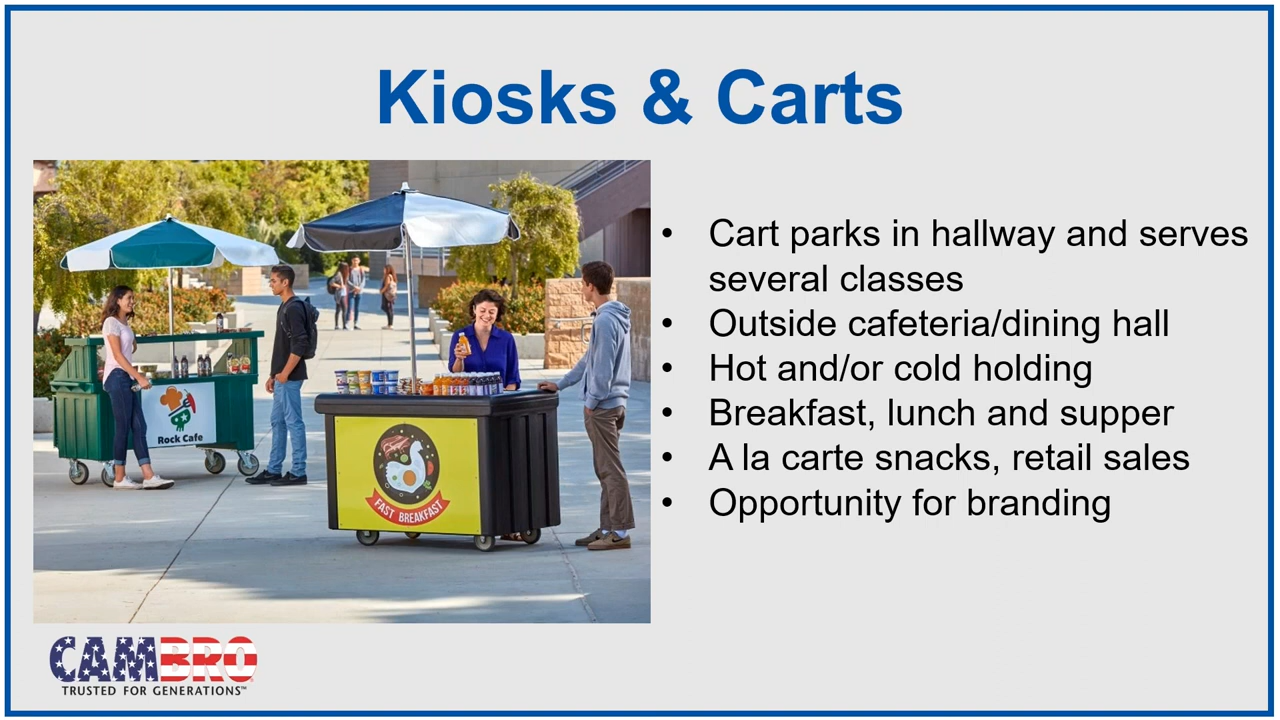 Kiosks & Carts
• Cart parks in hallway and serves
several classes
• Outside cafeteria/dining hall
• Hot and/or cold holding
• Breakfast, lunch and supper
• A la carte snacks, retail sales
• Opportunity for branding
Rock Cafe
FAST BREAKFAST
CAMBRO
TRUSTED FOR GENERATIONS™